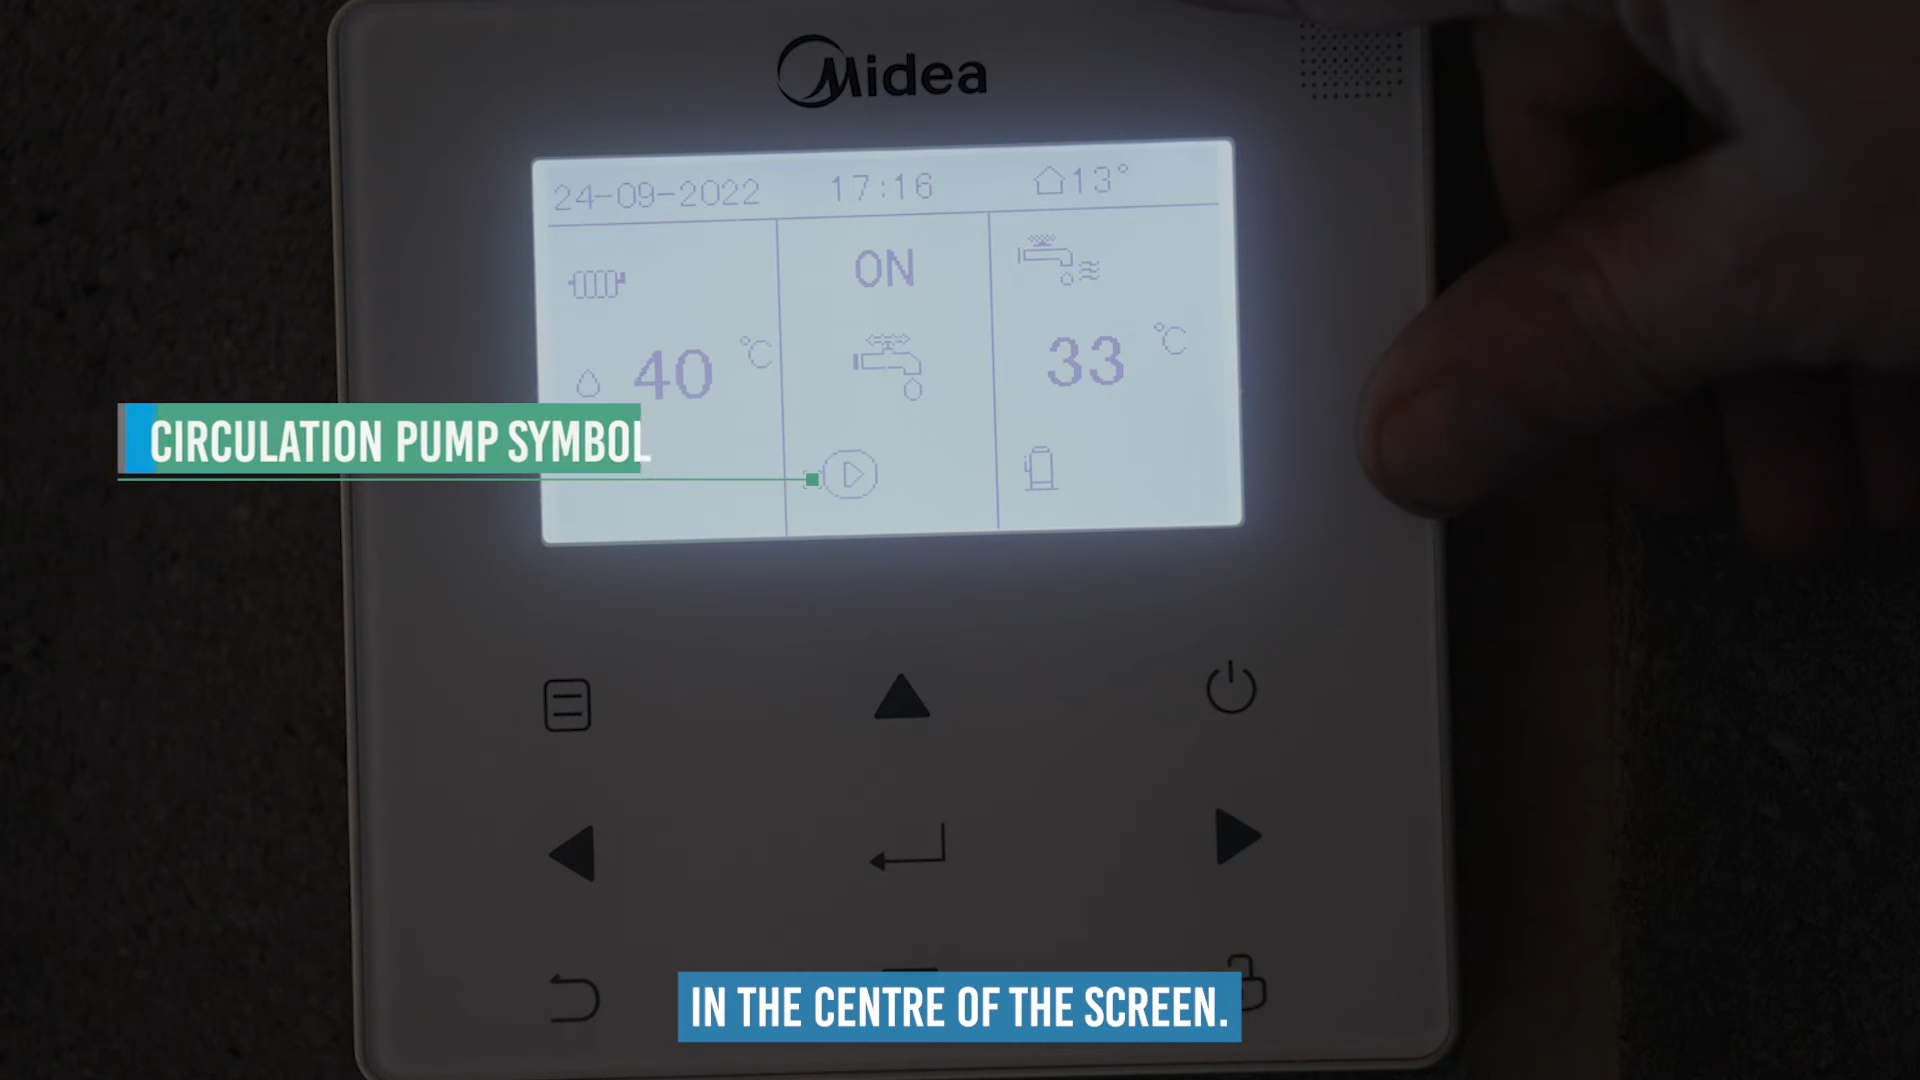 Midea
24-09-2022 17:16 13°
ON
40 °C
33 °C
CIRCULATION PUMP SYMBOL
IN THE CENTRE OF THE SCREEN.